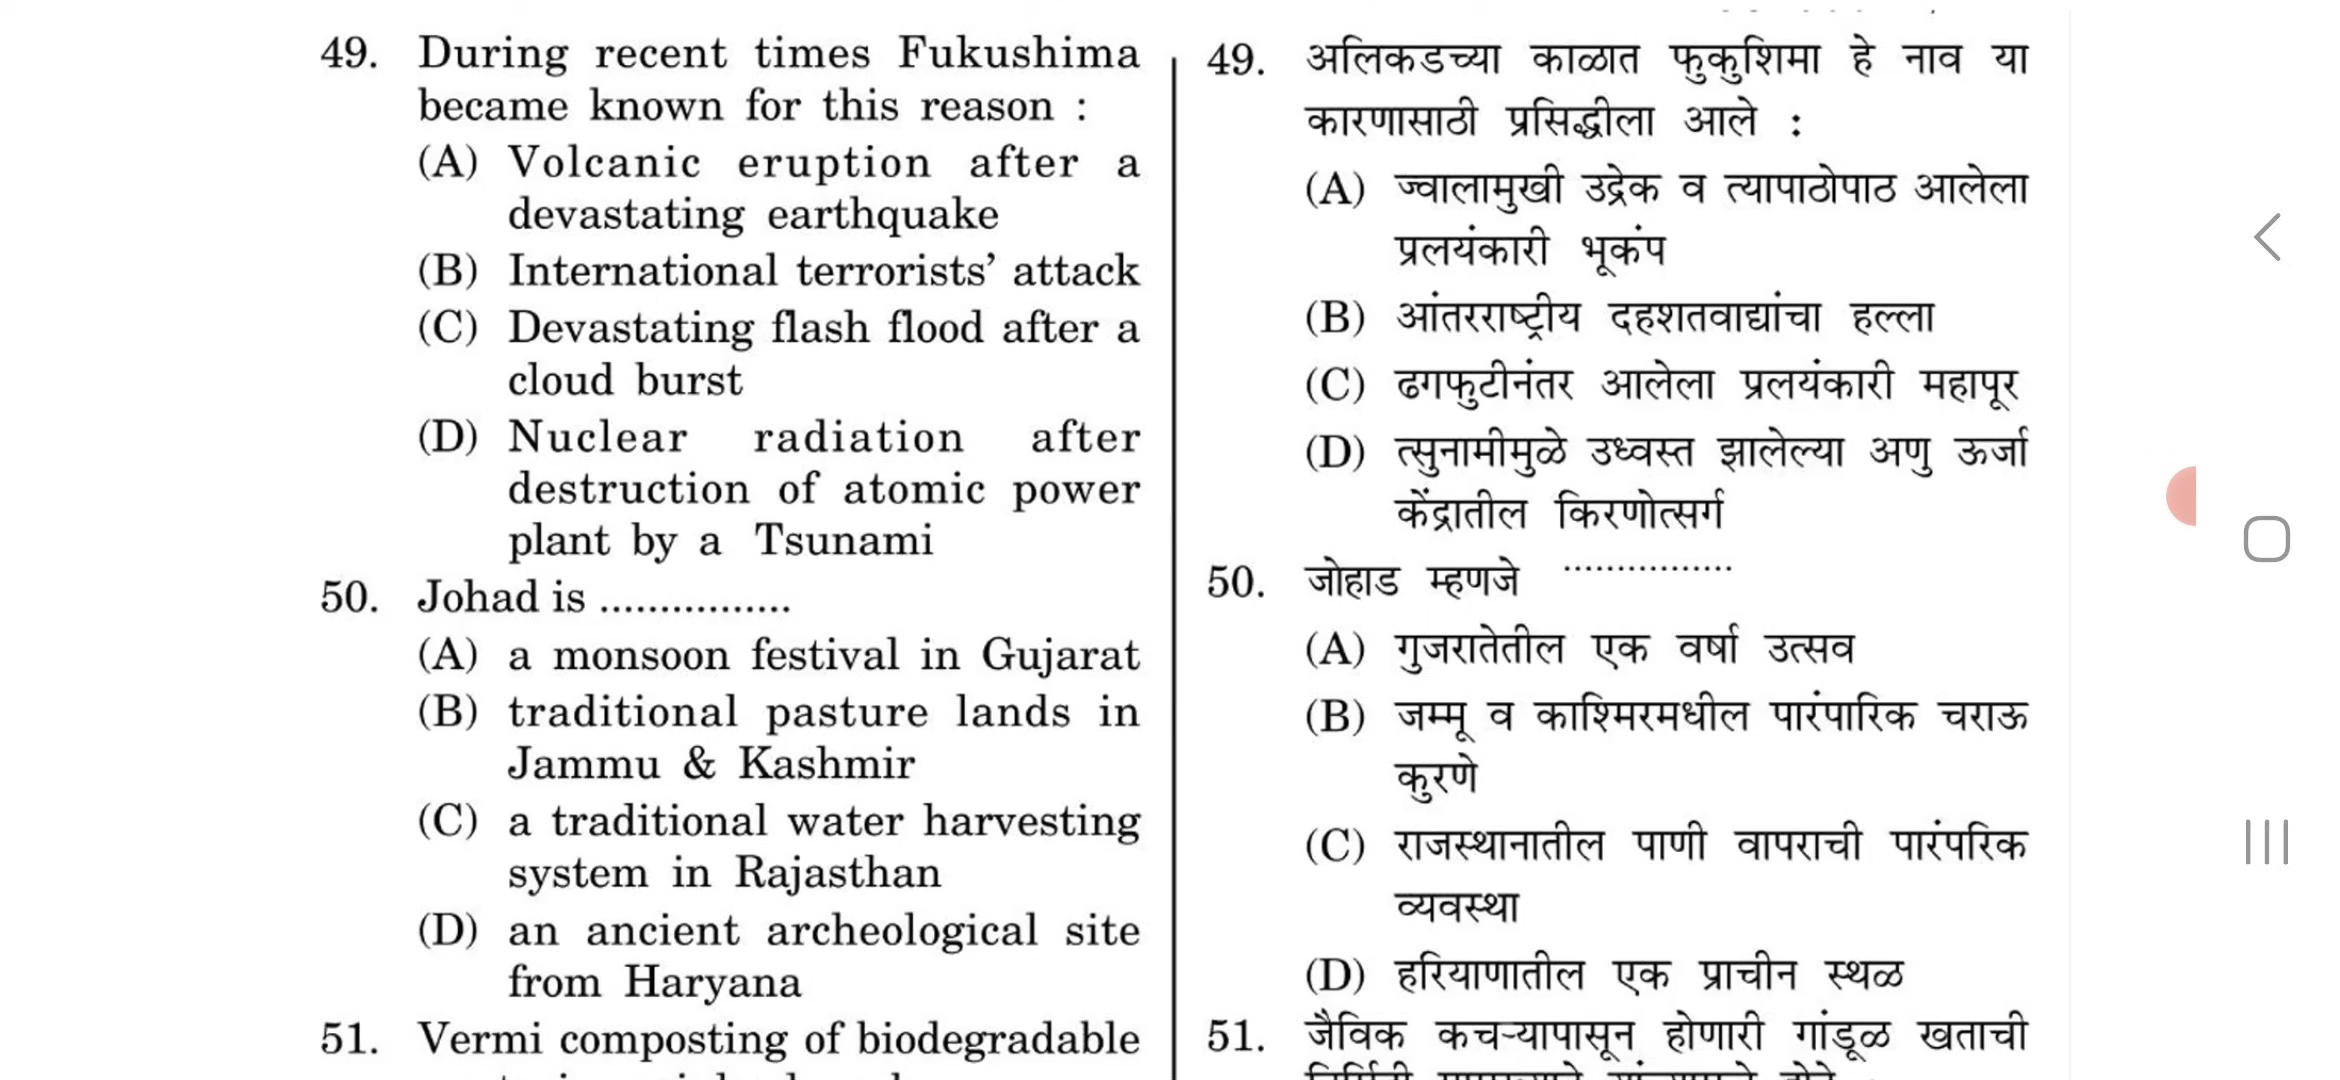 49. During recent times Fukushima
became known for this reason :
(A) Volcanic eruption after a
devastating earthquake
(B) International terrorists’ attack
(C) Devastating flash flood after a
cloud burst
(D) Nuclear radiation after
destruction of atomic power
plant by a Tsunami
50. Johad is ................
(A) a monsoon festival in Gujarat
(B) traditional pasture lands in
Jammu & Kashmir
(C) a traditional water harvesting
system in Rajasthan
(D) an ancient archeological site
from Haryana
51. Vermi composting of biodegradable
49. अलिकडच्या काळात फुकुशिमा हे नाव या
कारणासाठी प्रसिद्धीला आले :
(A) ज्वालामुखी उद्रेक व त्यापाठोपाठ आलेला
प्रलयंकारी भूकंप
(B) आंतरराष्ट्रीय दहशतवाद्यांचा हल्ला
(C) ढगफुटीनंतर आलेला प्रलयंकारी महापूर
(D) त्सुनामीमुळे उध्वस्त झालेल्या अणु ऊर्जा
केंद्रातील किरणोत्सर्ग
50. जोहाड म्हणजे ................
(A) गुजरातेतील एक वर्षा उत्सव
(B) जम्मू व काश्मिरमधील पारंपारिक चराऊ
कुरणे
(C) राजस्थानातील पाणी वापराची पारंपरिक
व्यवस्था
(D) हरियाणातील एक प्राचीन स्थळ
51. जैविक कचऱ्यापासून होणारी गांडूळ खताची